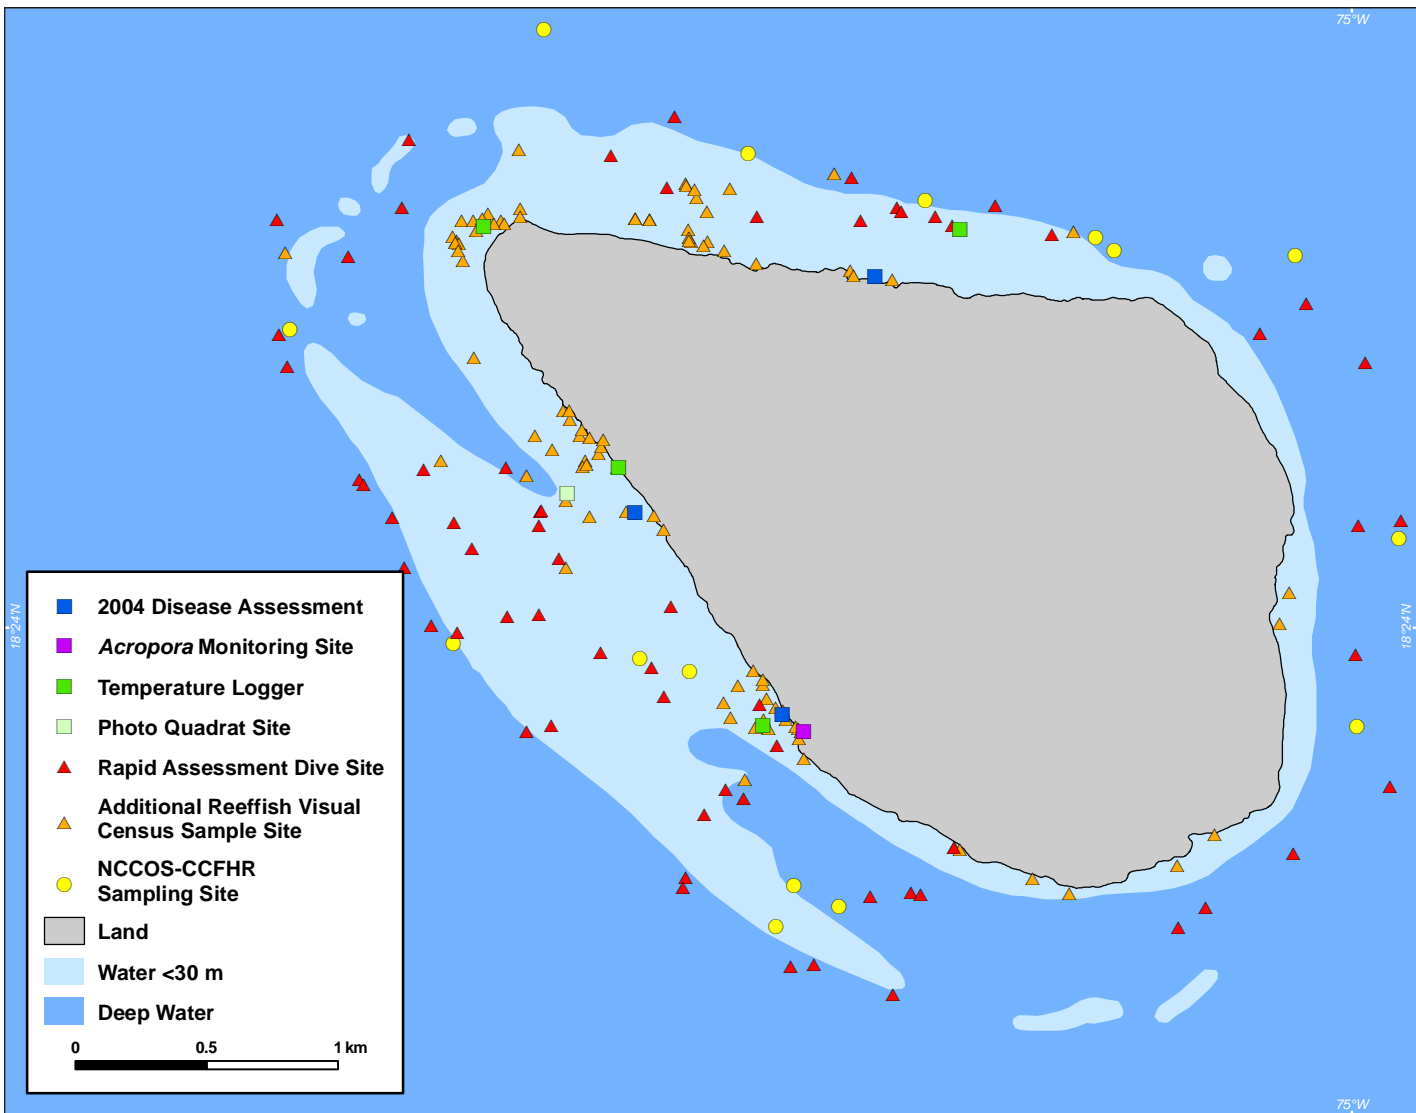 75°W
18°24'N
18°24'N
2004 Disease Assessment
Acropora Monitoring Site
Temperature Logger
Photo Quadrat Site
Rapid Assessment Dive Site
Additional Reeffish Visual
Census Sample Site
NCCOS-CCFHR
Sampling Site
Land
Water <30 m
Deep Water
0 0.5 1 km
75°W